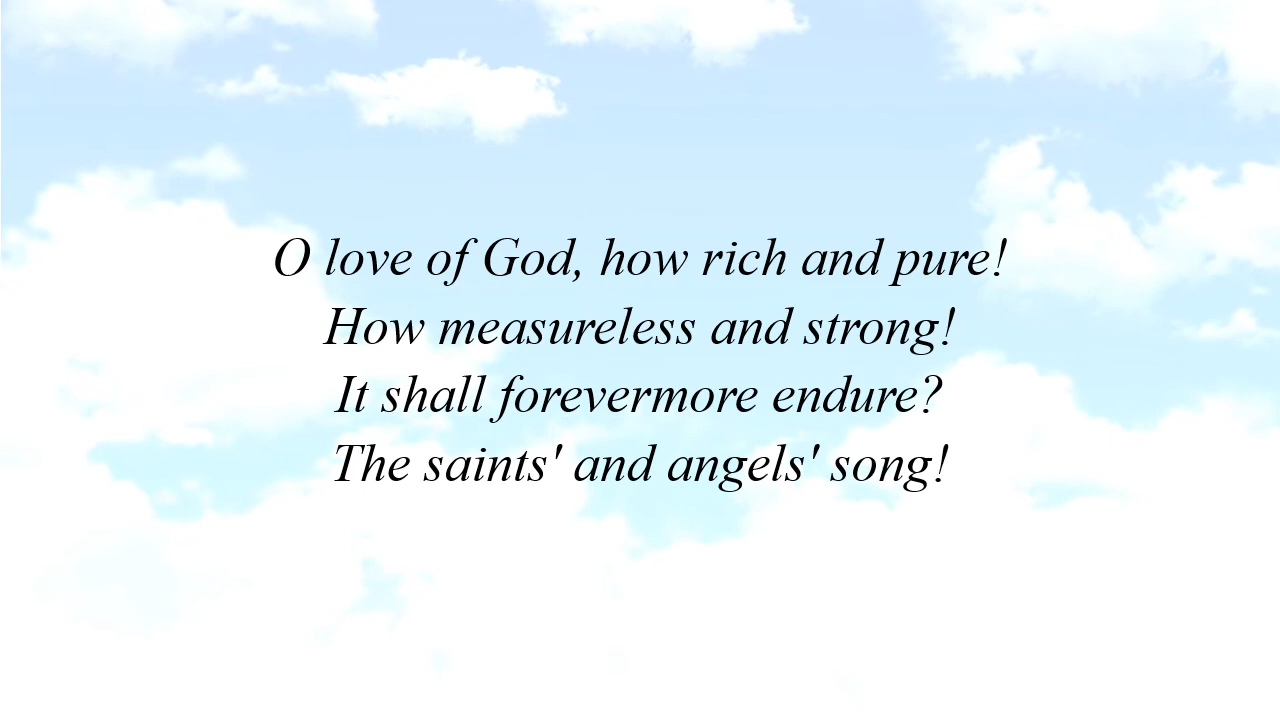 O love of God, how rich and pure!
How measureless and strong!
It shall forevermore endure?
The saints' and angels' song!